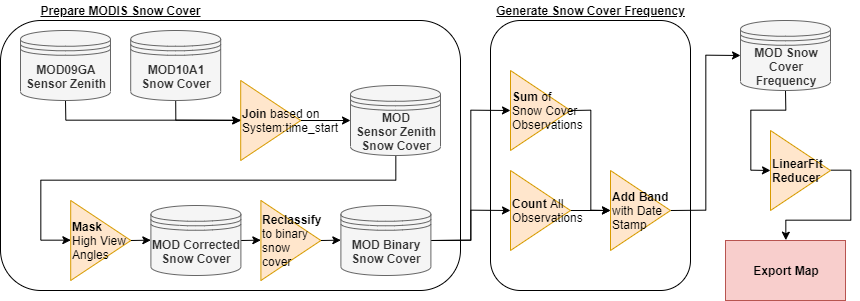 Prepare MODIS Snow Cover
Generate Snow Cover Frequency
MOD09GA
Sensor Zenith
MOD10A1
Snow Cover
Join based on
System:time_start
MOD
Sensor Zenith
Snow Cover
Mask
High View
Angles
MOD Corrected
Snow Cover
Reclassify
to binary
snow
cover
MOD Binary
Snow Cover
Sum of
Snow Cover
Observations
Count All
Observations
Add Band
with Date
Stamp
MOD Snow
Cover
Frequency
LinearFit
Reducer
Export Map